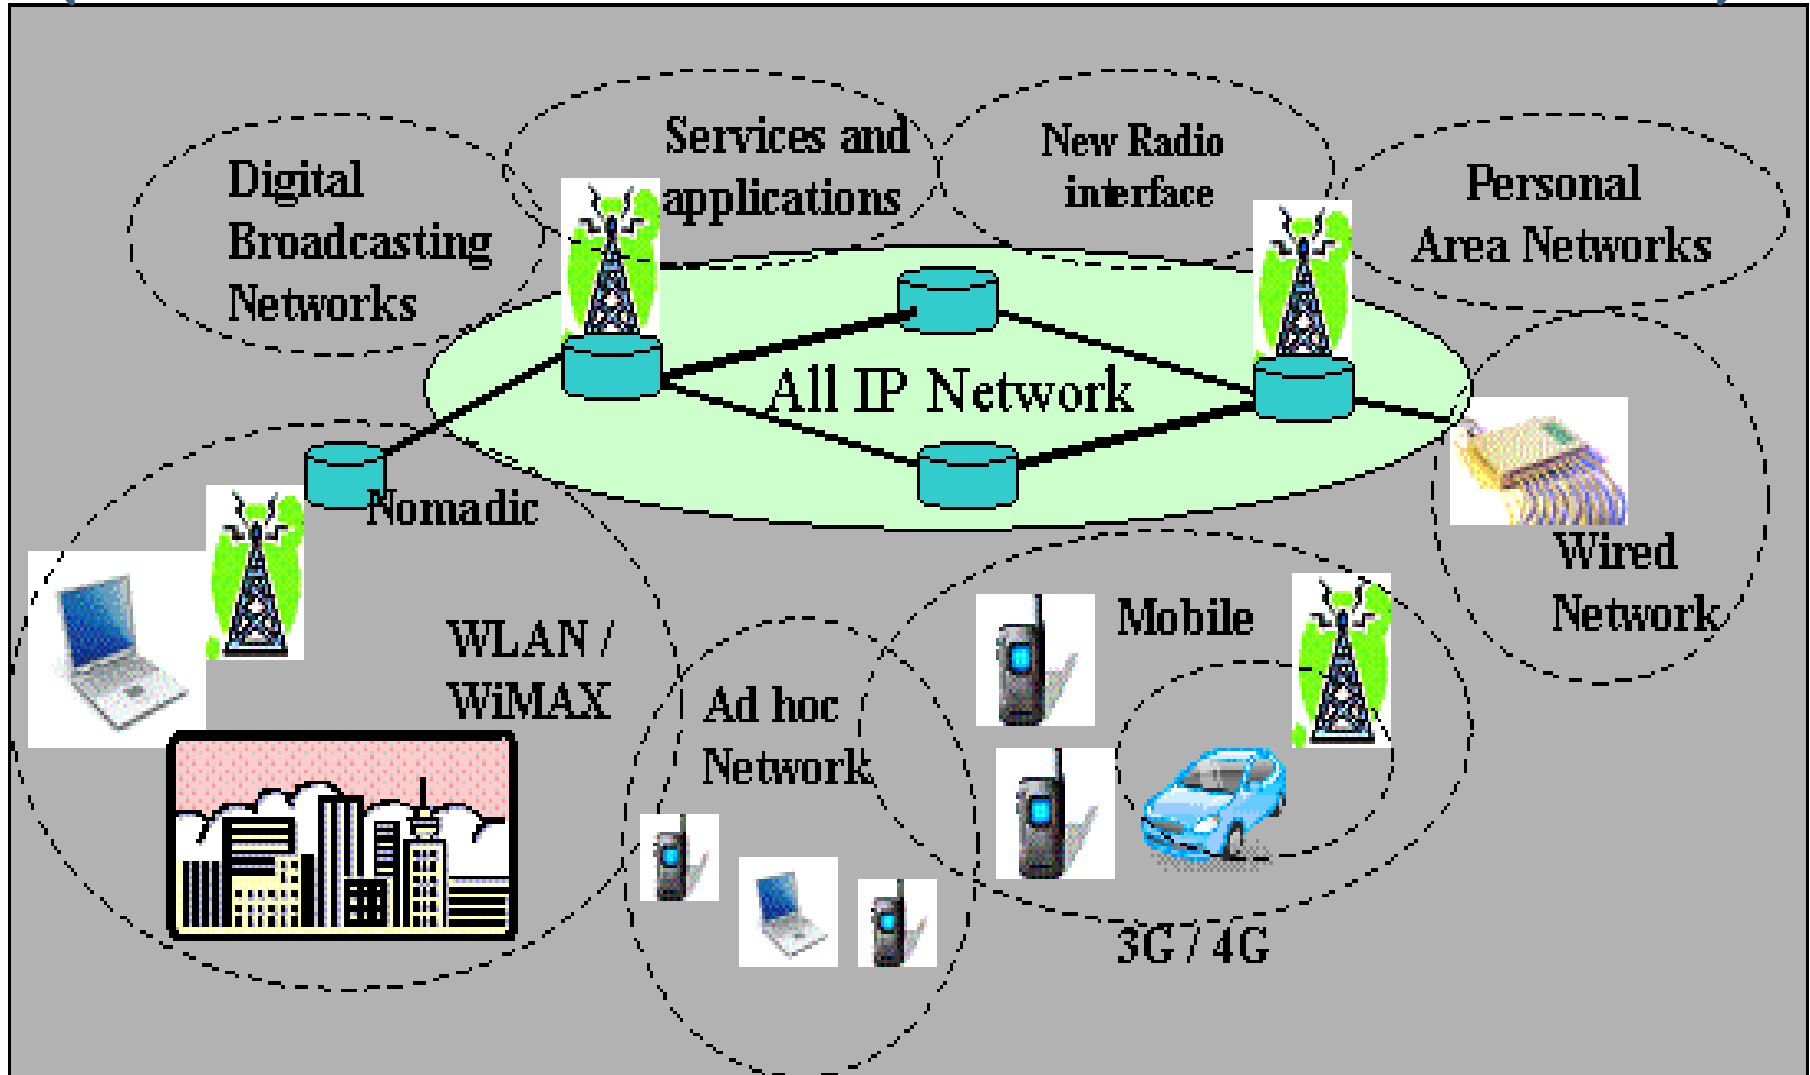 Services and
applications
New Radio
interface
Digital
Broadcasting
Networks
Personal
Area Networks
All IP Network
Nomadic
WLAN /
WiMAX
Ad hoc
Network
Mobile
Wired
Network
3G / 4G